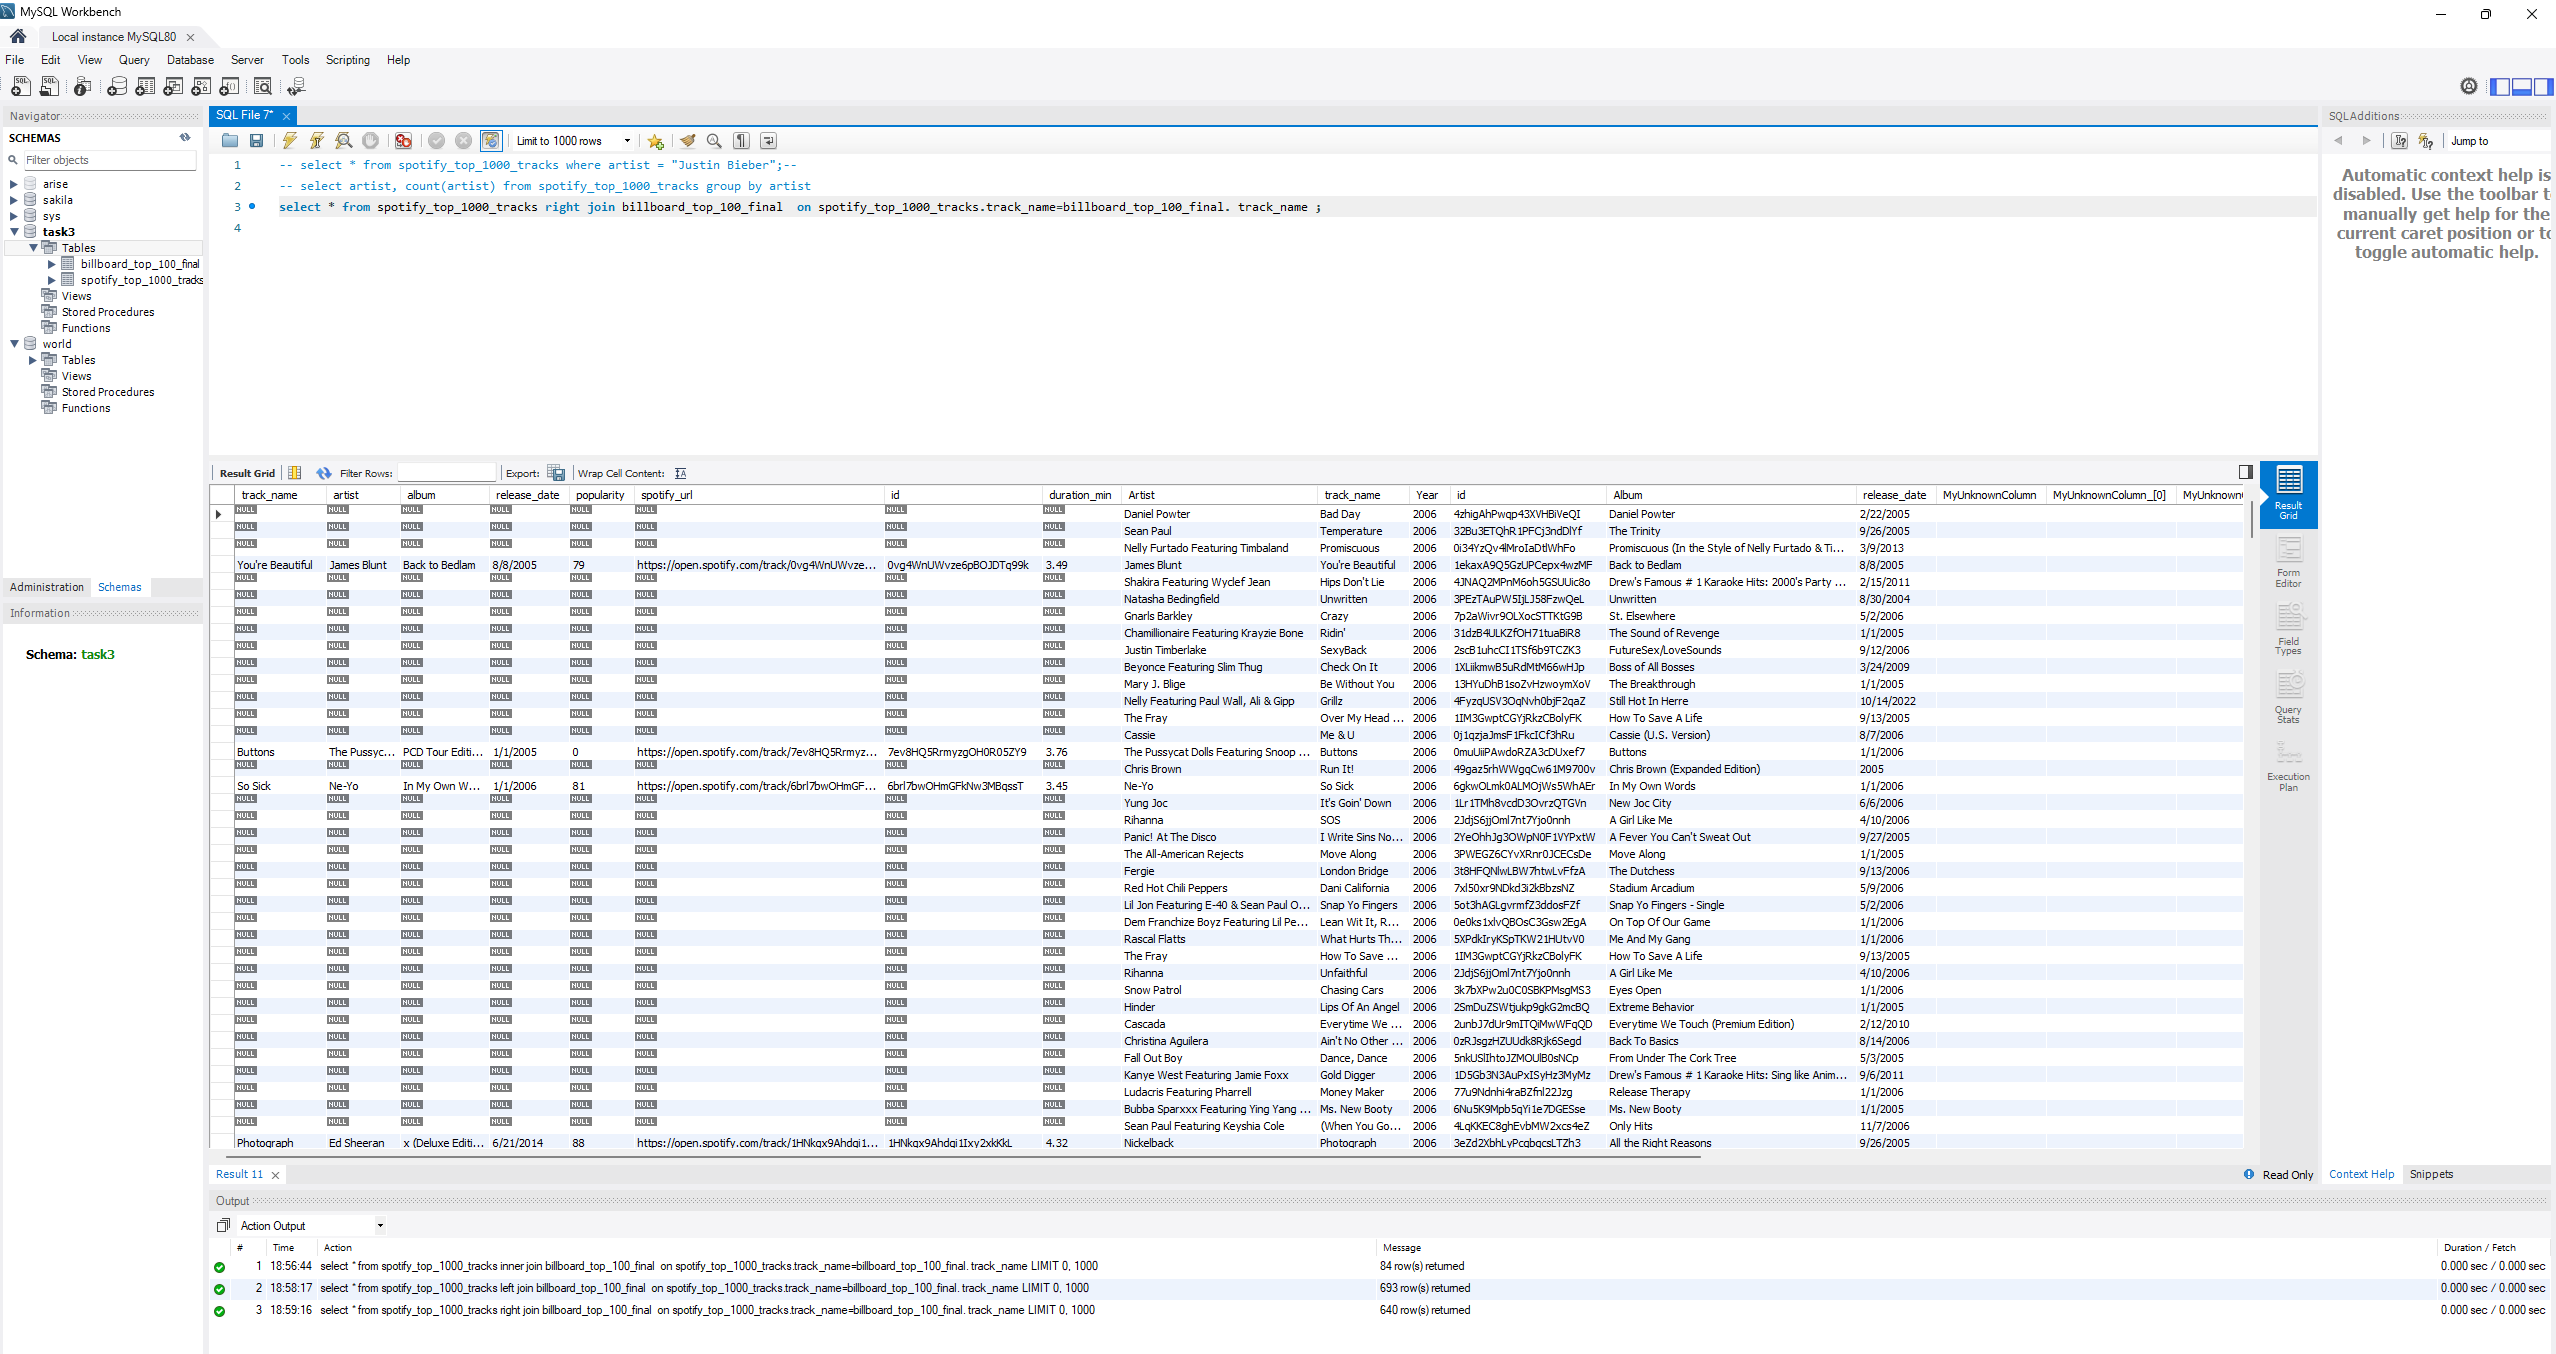 MySQL Workbench
Local instance MySQL80
File Edit View Query Database Server Tools Scripting Help
Navigator
SCHEMAS
Filter objects
arise
sakila
sys
task3
Tables
billboard_top_100_final
spotify_top_1000_tracks
Views
Stored Procedures
Functions
world
Tables
Views
Stored Procedures
Functions
Administration Schemas
Information
Schema: task3
SQL File 7*
Limit to 1000 rows
1 -- select * from spotify_top_1000_tracks where artist = "Justin Bieber";--
2 -- select artist, count(artist) from spotify_top_1000_tracks group by artist
3 select * from spotify_top_1000_tracks right join billboard_top_100_final  on spotify_top_1000_tracks.track_name=billboard_top_100_final. track_name ;
4
SQLAdditions
Jump to
Automatic context help is
disabled. Use the toolbar t
manually get help for the
current caret position or to
toggle automatic help.
Result Grid Filter Rows: Export: Wrap Cell Content:
track_name artist album release_date popularity spotify_url id duration_min Artist track_name Year id Album release_date MyUnknownColumn MyUnknownColumn_[0] MyUnknown
NULL NULL NULL NULL NULL NULL NULL NULL Daniel Powter Bad Day 2006 4zhigAhPwqp43XVHBiVeQI Daniel Powter 2/22/2005
NULL NULL NULL NULL NULL NULL NULL NULL Sean Paul Temperature 2006 32Bu3ETQhR1PFCj3ndDlYf The Trinity 9/26/2005
NULL NULL NULL NULL NULL NULL NULL NULL Nelly Furtado Featuring Timbaland Promiscuous 2006 0i34YzQv4lMroIaDtlWhFo Promiscuous (In the Style of Nelly Furtado & Ti... 3/9/2013
You're Beautiful James Blunt Back to Bedlam 8/8/2005 79 https://open.spotify.com/track/0vg4WnUWvze... 0vg4WnUWvze6pBOJDTq99k 3.49 James Blunt You're Beautiful 2006 1ekaxA9Q5GzUPCepx4wzMF Back to Bedlam 8/8/2005
NULL NULL NULL NULL NULL NULL NULL NULL Shakira Featuring Wyclef Jean Hips Don't Lie 2006 4JNAQ2MPnM6oh5GSUUic8o Drew's Famous # 1 Karaoke Hits: 2000's Party ... 2/15/2011
NULL NULL NULL NULL NULL NULL NULL NULL Natasha Bedingfield Unwritten 2006 3PEzTAuPW5IjLJ58FzwQeL Unwritten 8/30/2004
NULL NULL NULL NULL NULL NULL NULL NULL Gnarls Barkley Crazy 2006 7p2aWivr9OLXocSTTKtG9B St. Elsewhere 5/2/2006
NULL NULL NULL NULL NULL NULL NULL NULL Chamillionaire Featuring Krayzie Bone Ridin' 2006 31dzB4ULKZfOH71tuaBiR8 The Sound of Revenge 1/1/2005
NULL NULL NULL NULL NULL NULL NULL NULL Justin Timberlake SexyBack 2006 2scB1uhcCI1TSf6b9TCZK3 FutureSex/LoveSounds 9/12/2006
NULL NULL NULL NULL NULL NULL NULL NULL Beyonce Featuring Slim Thug Check On It 2006 1XLiikmwB5uRdMtM66wHJp Boss of All Bosses 3/24/2009
NULL NULL NULL NULL NULL NULL NULL NULL Mary J. Blige Be Without You 2006 13HYuDhB1soZvHzwoymXoV The Breakthrough 1/1/2005
NULL NULL NULL NULL NULL NULL NULL NULL Nelly Featuring Paul Wall, Ali & Gipp Grillz 2006 4FyzqUSV3OqNvh0bjF2qaZ Still Hot In Herre 10/14/2022
NULL NULL NULL NULL NULL NULL NULL NULL The Fray Over My Head ... 2006 1IM3GwptCGYjRkzCBolyFK How To Save A Life 9/13/2005
NULL NULL NULL NULL NULL NULL NULL NULL Cassie Me & U 2006 0j1qzjaJmsF1FkcICf3hRu Cassie (U.S. Version) 8/7/2006
Buttons The Pussyc... PCD Tour Editi... 1/1/2005 0 https://open.spotify.com/track/7ev8HQ5Rrmyz... 7ev8HQ5RrmyzgOH0R05ZY9 3.76 The Pussycat Dolls Featuring Snoop ... Buttons 2006 0muUiiPAwdoRZA3cDUxef7 Buttons 1/1/2006
NULL NULL NULL NULL NULL NULL NULL NULL Chris Brown Run It! 2006 49gaz5rhWWgqCw61M9700v Chris Brown (Expanded Edition) 2005
So Sick Ne-Yo In My Own W... 1/1/2006 81 https://open.spotify.com/track/6brl7bwOHmGF... 6brl7bwOHmGFkNw3MBqssT 3.45 Ne-Yo So Sick 2006 6gkwOLmk0ALMOjWs5WhAEr In My Own Words 1/1/2006
NULL NULL NULL NULL NULL NULL NULL NULL Yung Joc It's Goin' Down 2006 1Lr1TMh8vcdD3OvrzQTGVn New Joc City 6/6/2006
NULL NULL NULL NULL NULL NULL NULL NULL Rihanna SOS 2006 2JdjS6jjOml7nt7Yjo0nnh A Girl Like Me 4/10/2006
NULL NULL NULL NULL NULL NULL NULL NULL Panic! At The Disco I Write Sins No... 2006 2YeOhhJg3OWpN0F1VYPxtW A Fever You Can't Sweat Out 9/27/2005
NULL NULL NULL NULL NULL NULL NULL NULL The All-American Rejects Move Along 2006 3PWEGZ6CYvXRnr0JCECsDe Move Along 1/1/2005
NULL NULL NULL NULL NULL NULL NULL NULL Fergie London Bridge 2006 3t8HFQNlwLBW7htwLvFfzA The Dutchess 9/13/2006
NULL NULL NULL NULL NULL NULL NULL NULL Red Hot Chili Peppers Dani California 2006 7xl50xr9NDkd3i2kBbzsNZ Stadium Arcadium 5/9/2006
NULL NULL NULL NULL NULL NULL NULL NULL Lil Jon Featuring E-40 & Sean Paul O... Snap Yo Fingers 2006 5ot3hAGLgvrmfZ3ddosFZf Snap Yo Fingers - Single 5/2/2006
NULL NULL NULL NULL NULL NULL NULL NULL Dem Franchize Boyz Featuring Lil Pe... Lean Wit It, R... 2006 0e0ks1xlvQBOsC3Gsw2EgA On Top Of Our Game 1/1/2006
NULL NULL NULL NULL NULL NULL NULL NULL Rascal Flatts What Hurts Th... 2006 5XPdkIryKSpTKW21HUtvV0 Me And My Gang 1/1/2006
NULL NULL NULL NULL NULL NULL NULL NULL The Fray How To Save ... 2006 1IM3GwptCGYjRkzCBolyFK How To Save A Life 9/13/2005
NULL NULL NULL NULL NULL NULL NULL NULL Rihanna Unfaithful 2006 2JdjS6jjOml7nt7Yjo0nnh A Girl Like Me 4/10/2006
NULL NULL NULL NULL NULL NULL NULL NULL Snow Patrol Chasing Cars 2006 3k7bXPw2u0C0SBKPMsgMS3 Eyes Open 1/1/2006
NULL NULL NULL NULL NULL NULL NULL NULL Hinder Lips Of An Angel 2006 2SmDuZSWtjukp9gkG2mcBQ Extreme Behavior 1/1/2005
NULL NULL NULL NULL NULL NULL NULL NULL Cascada Everytime We ... 2006 2unbJ7dUr9mITQiMwWFqQD Everytime We Touch (Premium Edition) 2/12/2010
NULL NULL NULL NULL NULL NULL NULL NULL Christina Aguilera Ain't No Other ... 2006 0zRJsgzHZUUdk8Rjk6Segd Back To Basics 8/14/2006
NULL NULL NULL NULL NULL NULL NULL NULL Fall Out Boy Dance, Dance 2006 5nkUSlIhtoJZMOUlB0sNCp From Under The Cork Tree 5/3/2005
NULL NULL NULL NULL NULL NULL NULL NULL Kanye West Featuring Jamie Foxx Gold Digger 2006 1D5Gb3N3AuPxISyHz3MyMz Drew's Famous # 1 Karaoke Hits: Sing like Anim... 9/6/2011
NULL NULL NULL NULL NULL NULL NULL NULL Ludacris Featuring Pharrell Money Maker 2006 77u9Ndnhi4raBZfnl22Jzg Release Therapy 1/1/2006
NULL NULL NULL NULL NULL NULL NULL NULL Bubba Sparxxx Featuring Ying Yang ... Ms. New Booty 2006 6Nu5K9Mpb5qYi1e7DGESse Ms. New Booty 1/1/2005
NULL NULL NULL NULL NULL NULL NULL NULL Sean Paul Featuring Keyshia Cole (When You Go... 2006 4LqKKEC8ghEvbMW2xcs4eZ Only Hits 11/7/2006
Photograph Ed Sheeran x (Deluxe Editi... 6/21/2014 88 https://open.spotify.com/track/1HNkqx9Ahdgi1... 1HNkqx9Ahdgi1Ixy2xkKkL 4.32 Nickelback Photograph 2006 3eZd2XbhLyPcgbgcsLTZh3 All the Right Reasons 9/26/2005
Result
Grid
Form
Editor
Field
Types
Query
Stats
Execution
Plan
Result 11 Read Only Context Help Snippets
Output
Action Output
# Time Action Message Duration / Fetch
1 18:56:44 select * from spotify_top_1000_tracks inner join billboard_top_100_final  on spotify_top_1000_tracks.track_name=billboard_top_100_final. track_name LIMIT 0, 1000 84 row(s) returned 0.000 sec / 0.000 sec
2 18:58:17 select * from spotify_top_1000_tracks left join billboard_top_100_final  on spotify_top_1000_tracks.track_name=billboard_top_100_final. track_name LIMIT 0, 1000 693 row(s) returned 0.000 sec / 0.000 sec
3 18:59:16 select * from spotify_top_1000_tracks right join billboard_top_100_final  on spotify_top_1000_tracks.track_name=billboard_top_100_final. track_name LIMIT 0, 1000 640 row(s) returned 0.000 sec / 0.000 sec